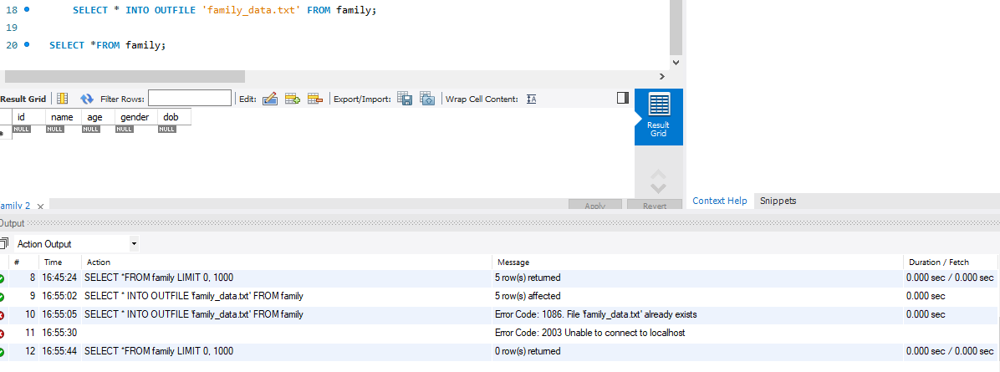 18 SELECT * INTO OUTFILE 'family_data.txt' FROM family;
19
20 SELECT *FROM family;
Result Grid Filter Rows: Edit: Export/Import: Wrap Cell Content: IA
id name age gender dob
NULL NULL NULL NULL NULL
Result Grid
amily 2 x Apply Revert
Context Help Snippets
Output
Action Output
# Time Action Message Duration / Fetch
8 16:45:24 SELECT *FROM family LIMIT 0, 1000 5 row(s) returned 0.000 sec / 0.000 sec
9 16:55:02 SELECT * INTO OUTFILE 'family_data.txt' FROM family 5 row(s) affected 0.000 sec
10 16:55:05 SELECT * INTO OUTFILE 'family_data.txt' FROM family Error Code: 1086. File 'family_data.txt' already exists 0.000 sec
11 16:55:30 Error Code: 2003 Unable to connect to localhost
12 16:55:44 SELECT *FROM family LIMIT 0, 1000 0 row(s) returned 0.000 sec / 0.000 sec